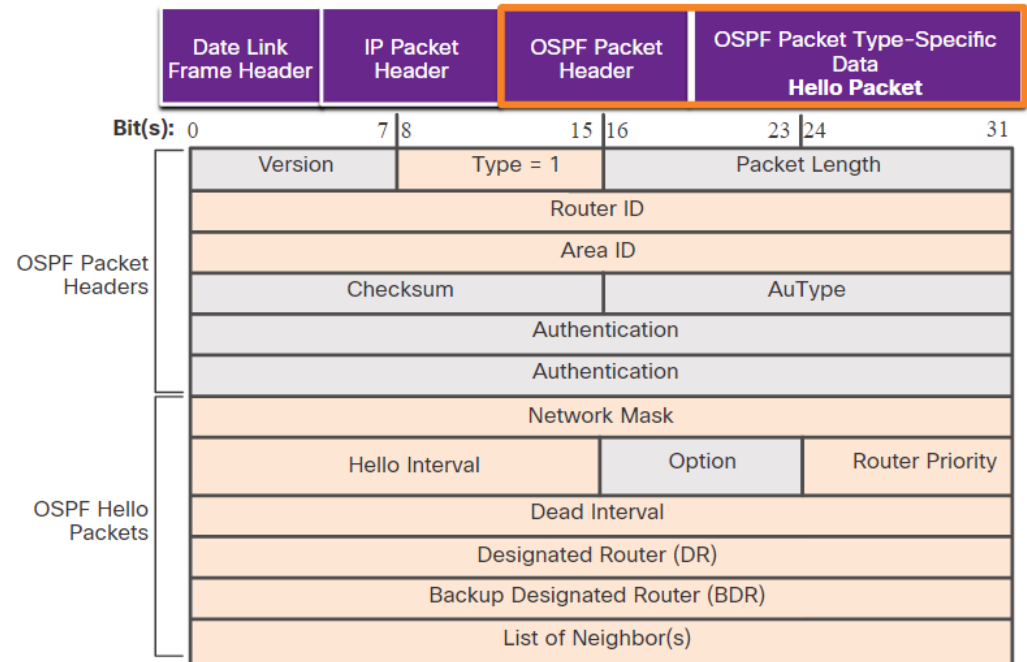 Date Link
Frame Header
IP Packet
Header
OSPF Packet
Header
OSPF Packet Type-Specific
Data
Hello Packet
Bit(s): 0 7 8 15 16 23 24 31
OSPF Packet
Headers
Version Type = 1 Packet Length
Router ID
Area ID
Checksum AuType
Authentication
Authentication
OSPF Hello
Packets
Network Mask
Hello Interval Option Router Priority
Dead Interval
Designated Router (DR)
Backup Designated Router (BDR)
List of Neighbor(s)